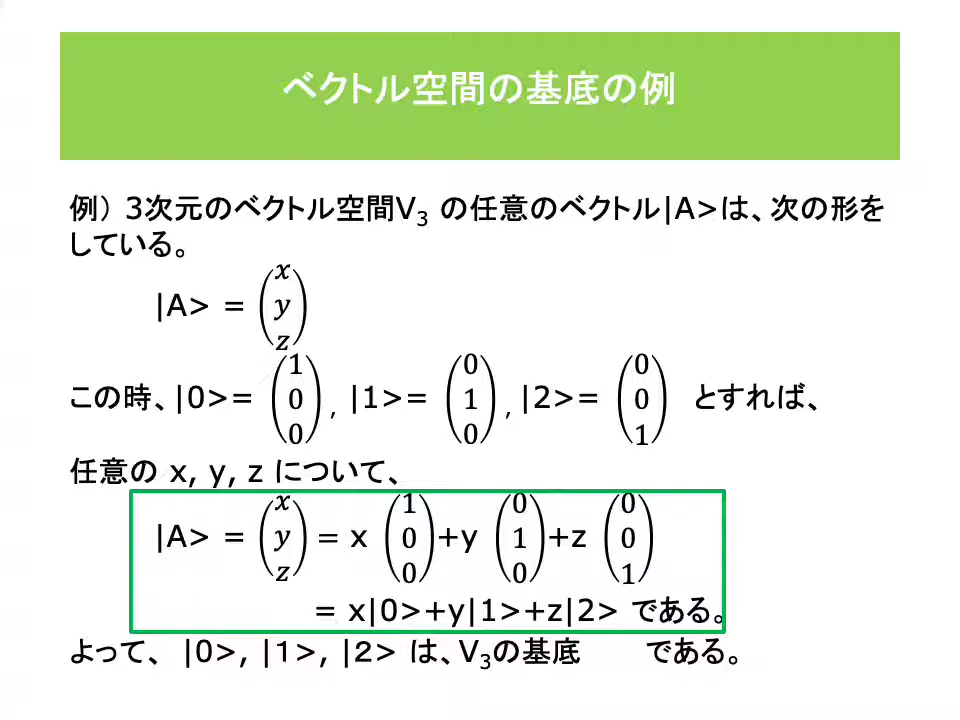 ベクトル空間の基底の例
例） 3次元のベクトル空間V₃ の任意のベクトル|A>は、次の形を
している。
|A> = (x y z)
この時、|0>= (1 0 0) , |1>= (0 1 0) , |2>= (0 0 1) とすれば、
任意の x, y, z について、
|A> = (x y z) = x (1 0 0) +y (0 1 0) +z (0 0 1)
= x|0>+y|1>+z|2> である。
よって、 |0>, |１>, |２> は、V₃の基底 である。